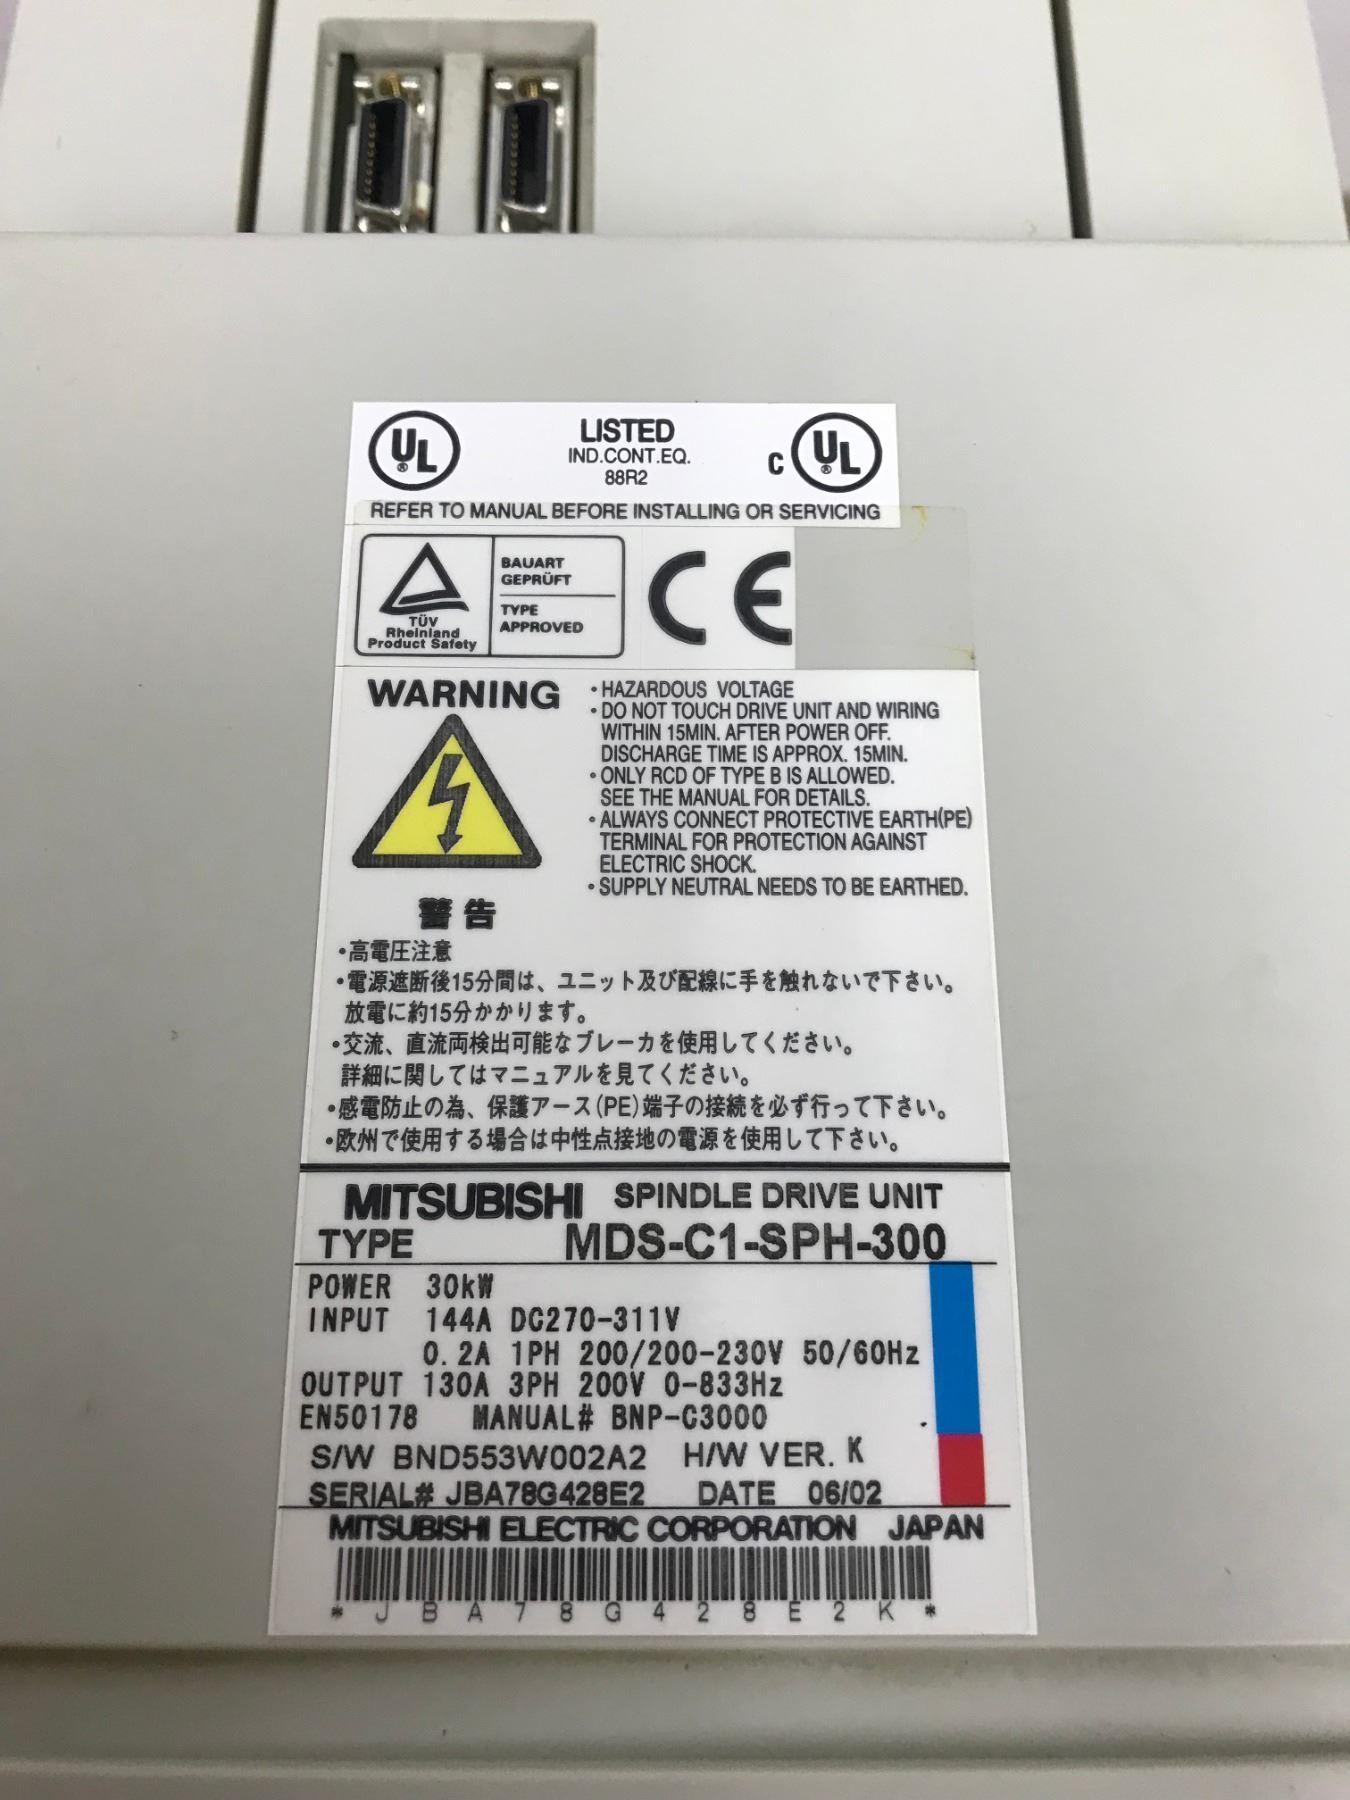 UL LISTED C UL
IND.CONT.EQ.
88R2
REFER TO MANUAL BEFORE INSTALLING OR SERVICING
BAUART
GEPRÜFT
TYPE
APPROVED
TÜV
Rheinland
Product Safety
CE
WARNING
・HAZARDOUS VOLTAGE
・DO NOT TOUCH DRIVE UNIT AND WIRING
WITHIN 15MIN. AFTER POWER OFF.
DISCHARGE TIME IS APPROX. 15MIN.
・ONLY RCD OF TYPE B IS ALLOWED.
SEE THE MANUAL FOR DETAILS.
・ALWAYS CONNECT PROTECTIVE EARTH(PE)
TERMINAL FOR PROTECTION AGAINST
ELECTRIC SHOCK.
・SUPPLY NEUTRAL NEEDS TO BE EARTHED.
警告
・高電圧注意
・電源遮断後15分間は、ユニット及び配線に手を触れないで下さい。
放電に約15分かかります。
・交流、直流両検出可能なブレーカを使用してください。
詳細に関してはマニュアルを見てください。
・感電防止の為、保護アース(PE)端子の接続を必ず行って下さい。
・欧州で使用する場合は中性点接地の電源を使用して下さい。
MITSUBISHI SPINDLE DRIVE UNIT
TYPE MDS-C1-SPH-300
POWER 30kW
INPUT 144A DC270-311V
0.2A 1PH 200/200-230V 50/60Hz
OUTPUT 130A 3PH 200V 0-833Hz
EN50178 MANUAL# BNP-C3000
S/W BND553W002A2 H/W VER. K
SERIAL# JBA78G428E2 DATE 06/02
MITSUBISHI ELECTRIC CORPORATION JAPAN
*JBA78G428E2K*